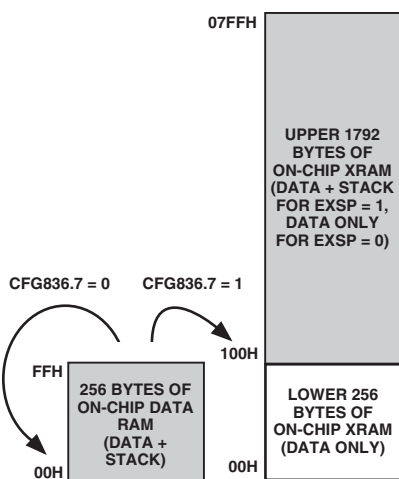 07FFH
UPPER 1792
BYTES OF
ON-CHIP XRAM
(DATA + STACK
FOR EXSP = 1,
DATA ONLY
FOR EXSP = 0)
CFG836.7 = 0
CFG836.7 = 1
100H
FFH
256 BYTES OF
ON-CHIP DATA
RAM
(DATA +
STACK)
00H
LOWER 256
BYTES OF
ON-CHIP XRAM
(DATA ONLY)
00H